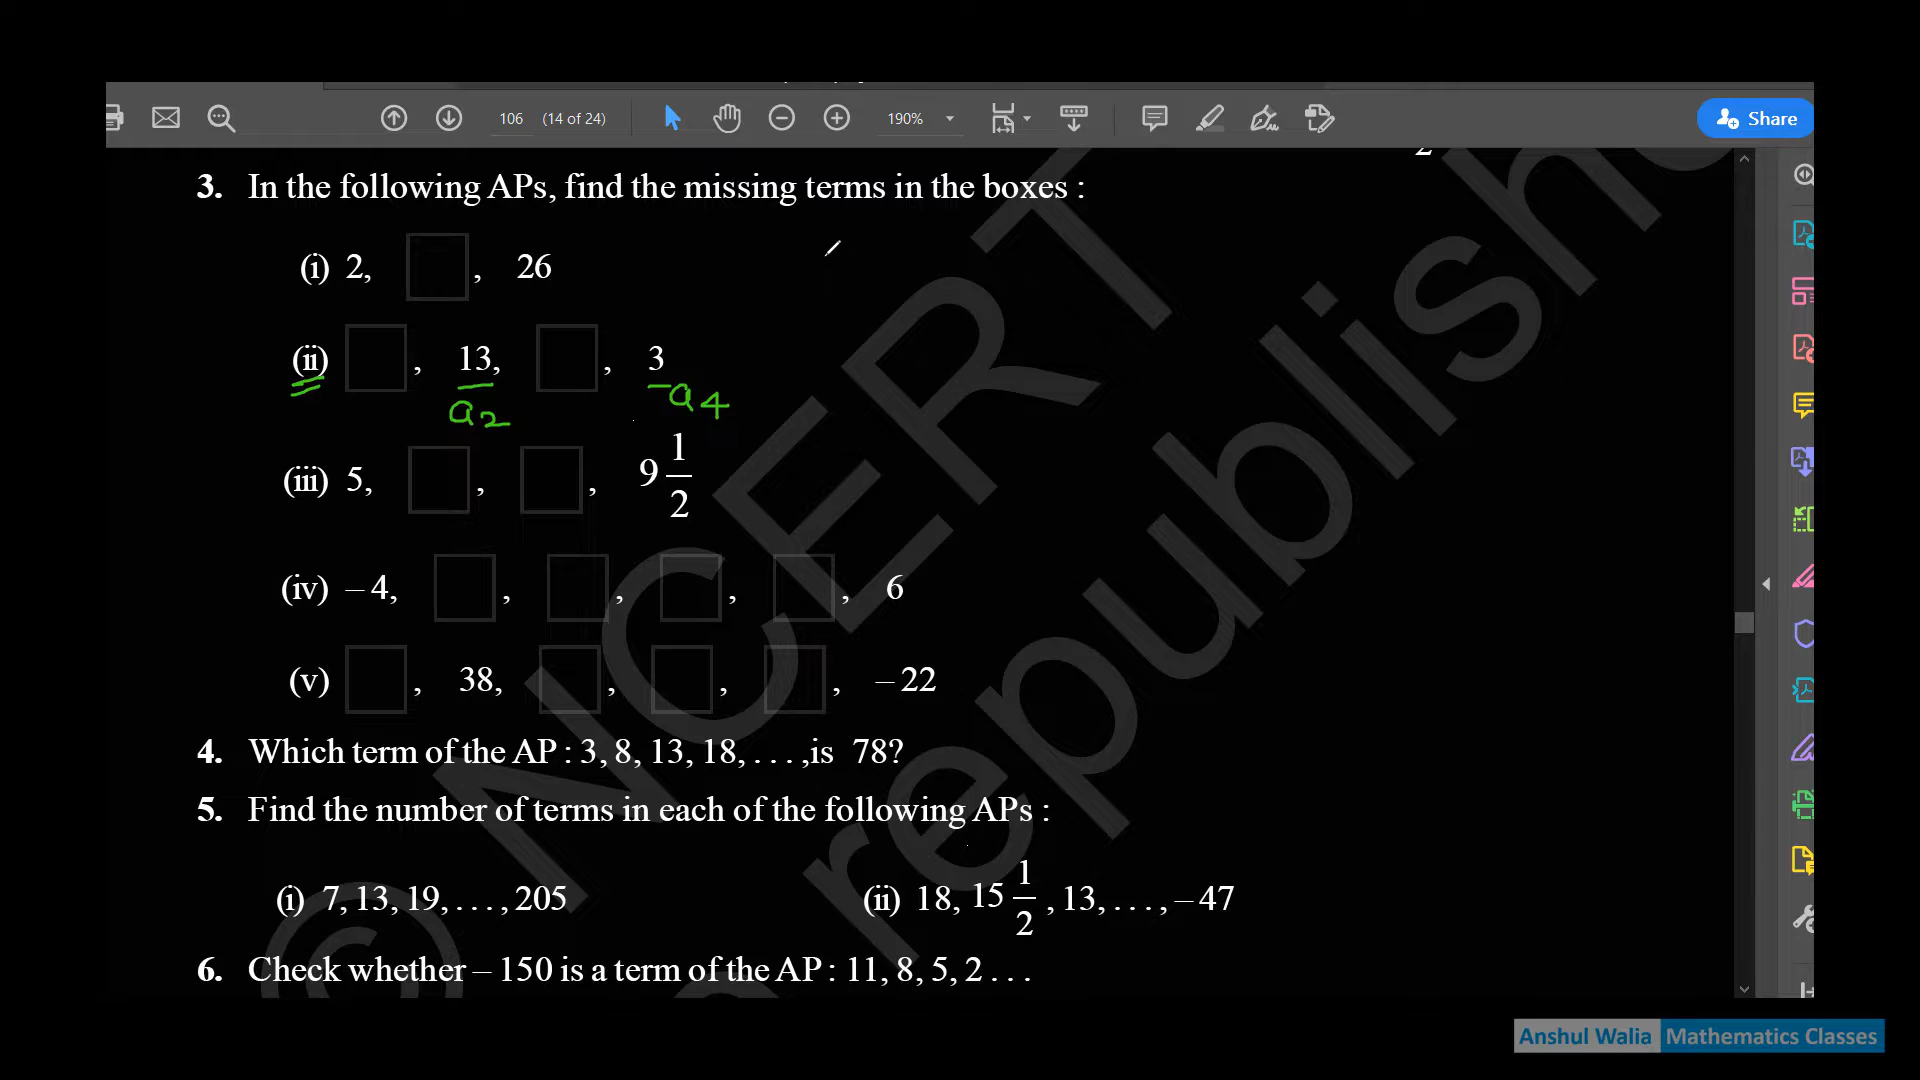 106 (14 of 24) 190% Share
3. In the following APs, find the missing terms in the boxes :
(i) 2, , 26
(ii) , 13, , 3
a2 a4
(iii) 5, , , 9 1/2
(iv) – 4, , , , , 6
(v) , 38, , , , – 22
4. Which term of the AP : 3, 8, 13, 18, . . . ,is 78?
5. Find the number of terms in each of the following APs :
(i) 7, 13, 19, . . . , 205 (ii) 18, 15 1/2 , 13, . . . , – 47
6. Check whether – 150 is a term of the AP : 11, 8, 5, 2 . . .
© NCERT
republishe
Anshul Walia Mathematics Classes